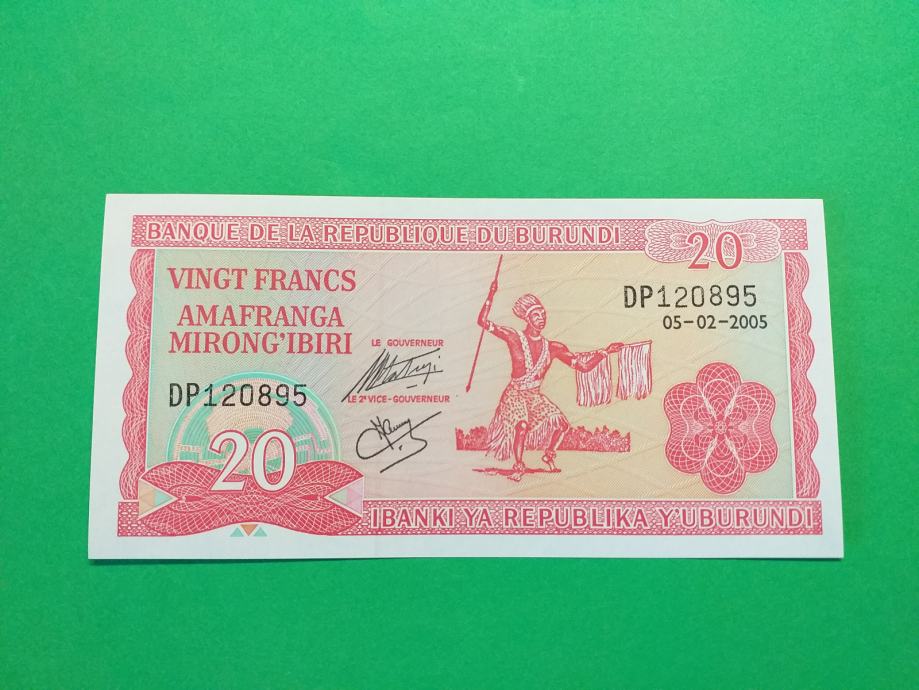 BANQUE DE LA REPUBLIQUE DU BURUNDI
20
VINGT FRANCS
AMAFRANGA
MIRONG'IBIRI
DP120895
05-02-2005
LE GOUVERNEUR
LE 2e VICE-GOUVERNEUR
DP120895
20
IBANKI YA REPUBLIKA Y'UBURUNDI